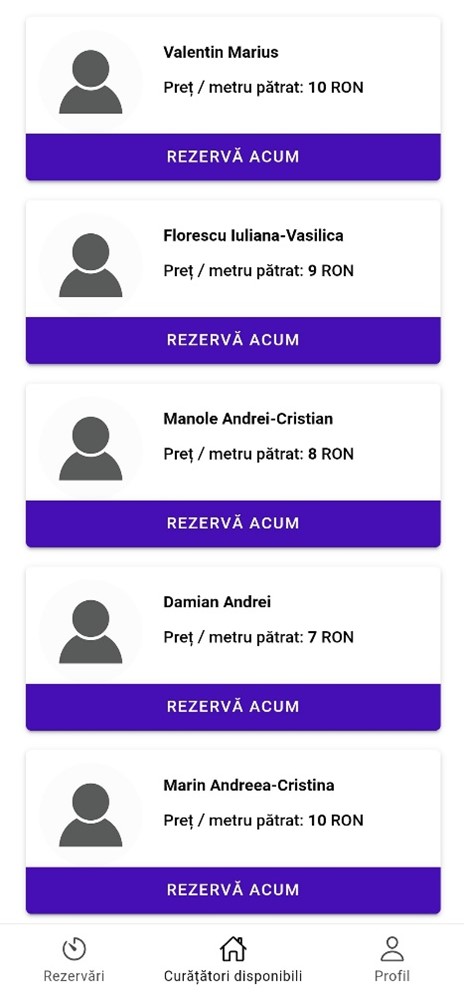 Valentin Marius
Preț / metru pătrat: 10 RON
REZERVĂ ACUM
Florescu Iuliana-Vasilica
Preț / metru pătrat: 9 RON
REZERVĂ ACUM
Manole Andrei-Cristian
Preț / metru pătrat: 8 RON
REZERVĂ ACUM
Damian Andrei
Preț / metru pătrat: 7 RON
REZERVĂ ACUM
Marin Andreea-Cristina
Preț / metru pătrat: 10 RON
REZERVĂ ACUM
Rezervări Curățători disponibili Profil